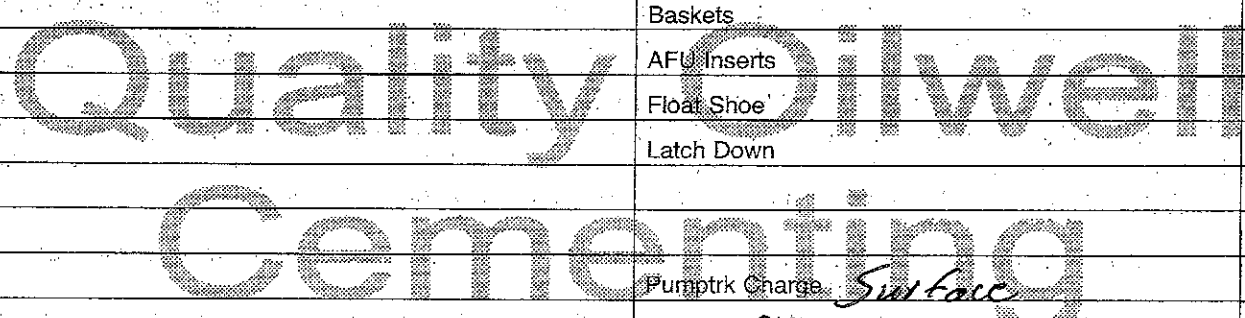 Baskets
Quality Oilwell
AFU Inserts
Float Shoe
Latch Down
Cementing
Pumptrk Charge Surface